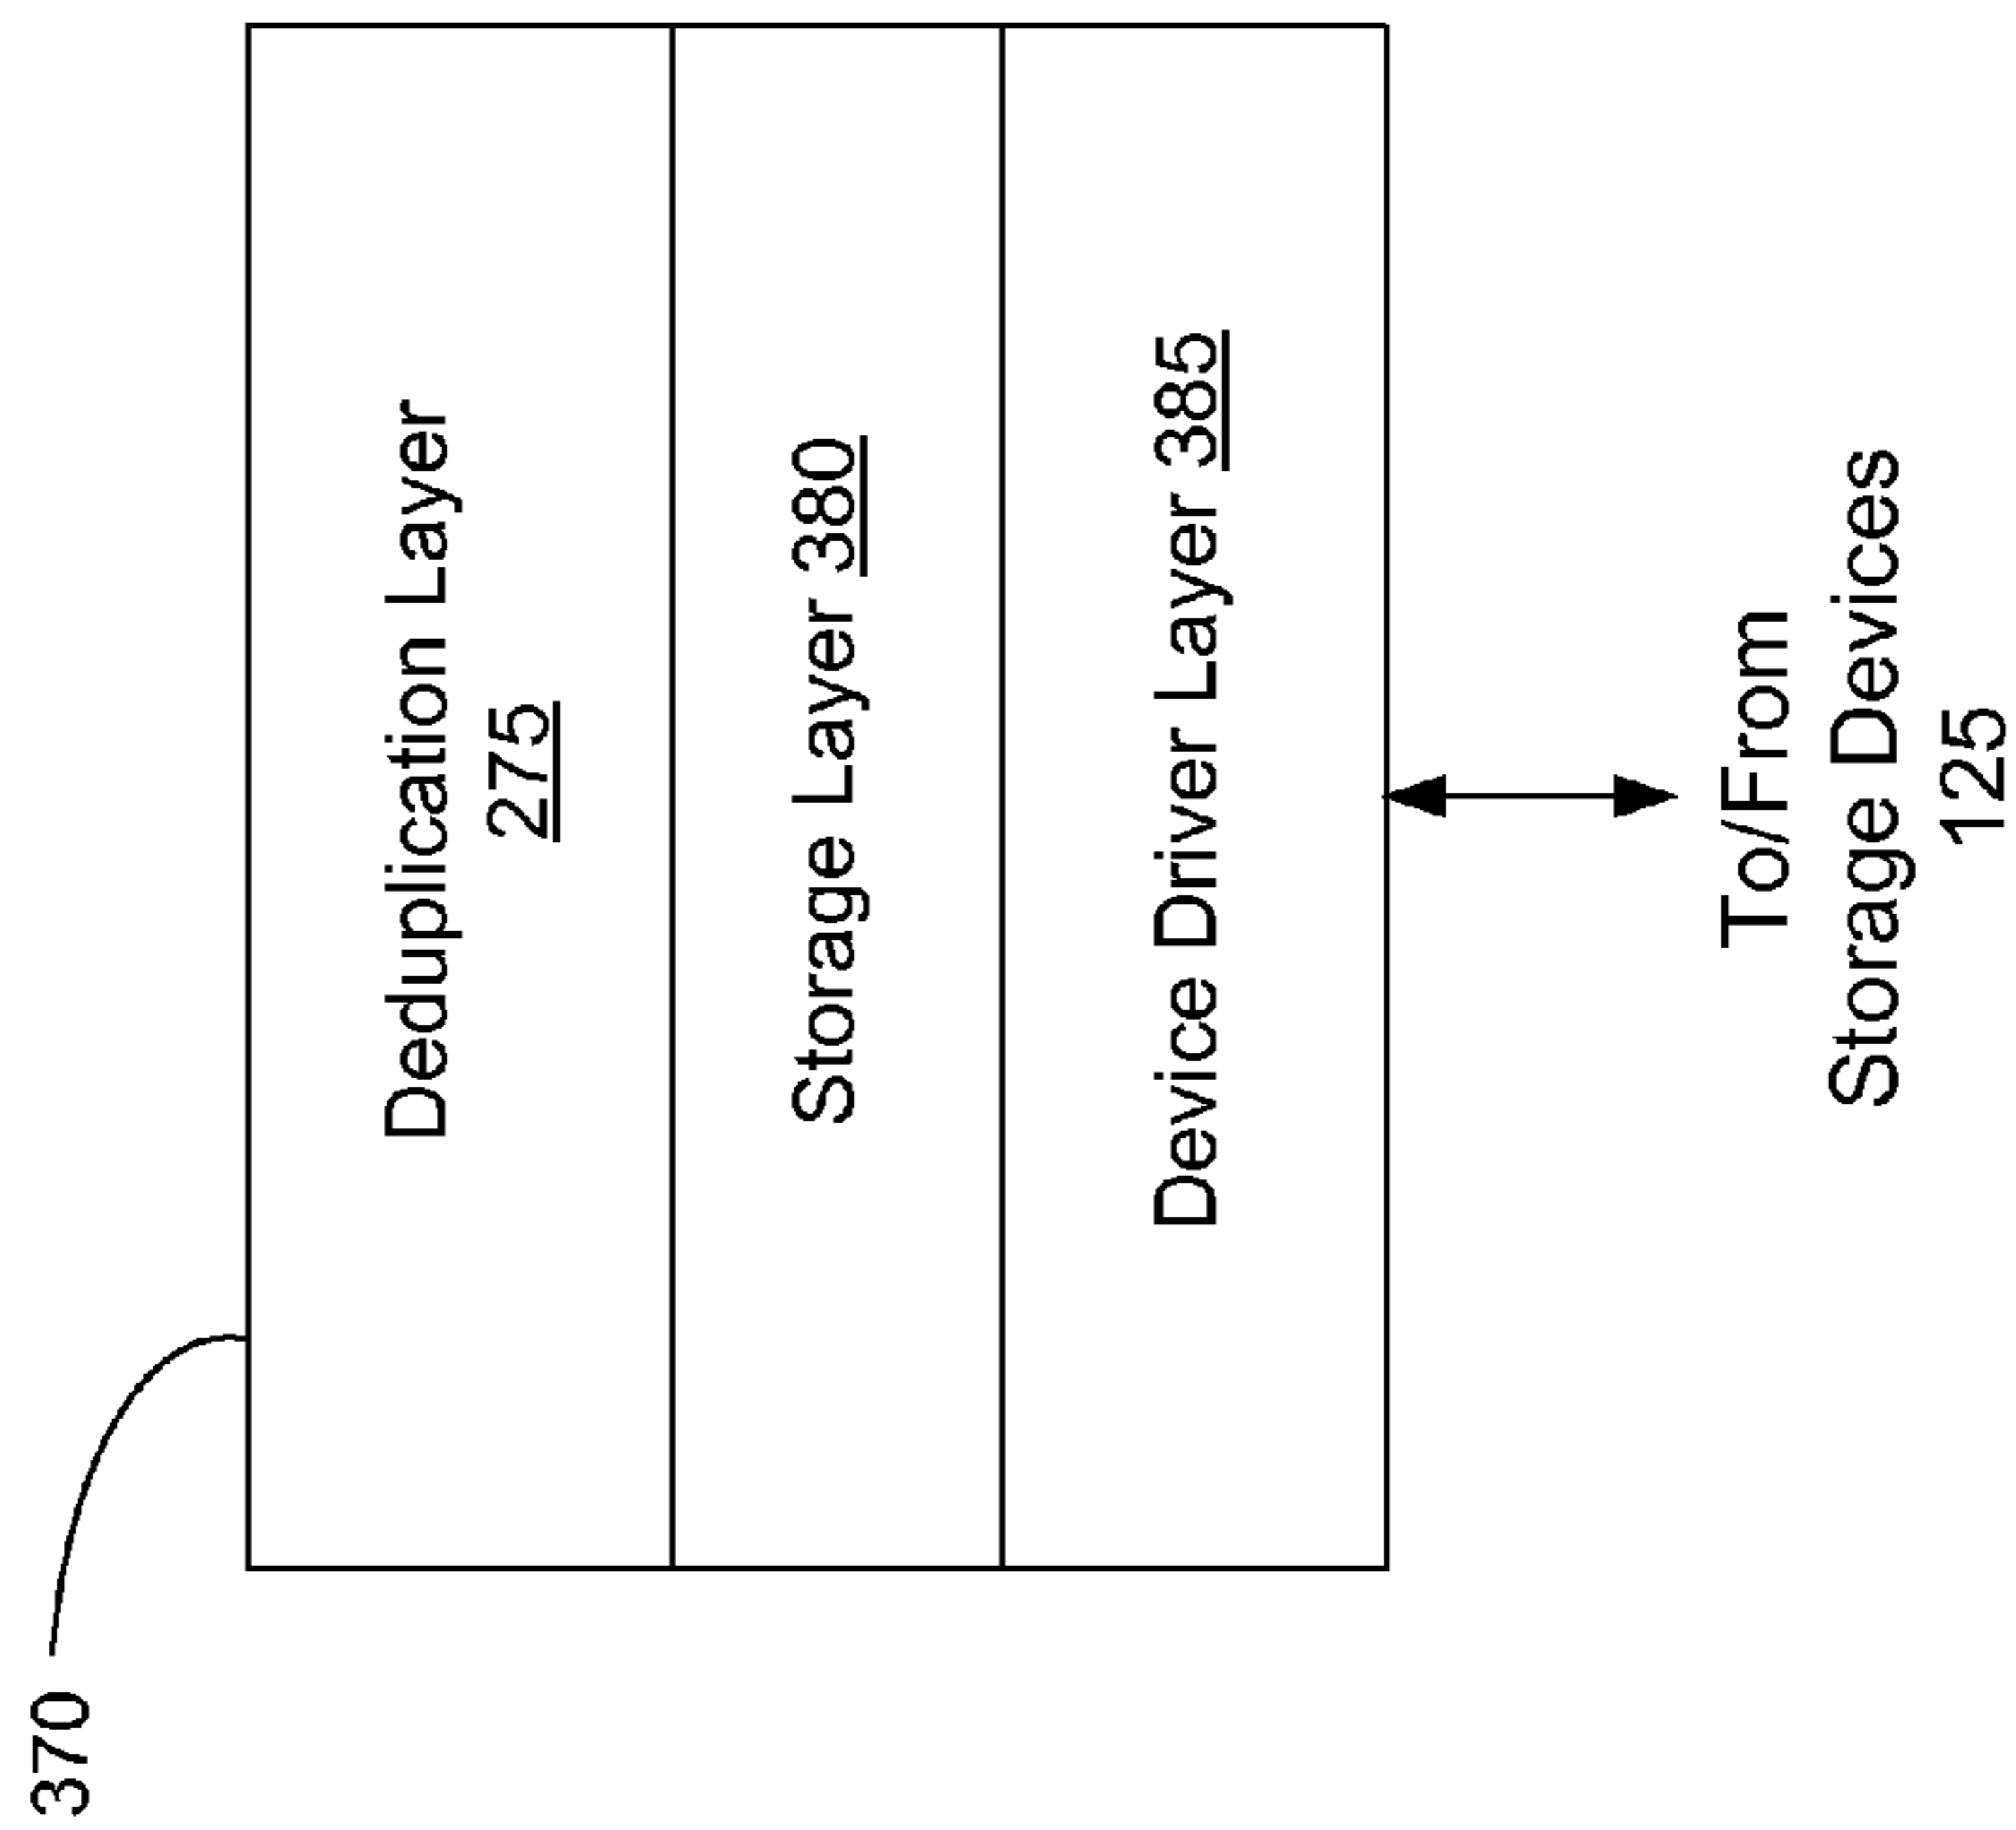 370
Deduplication Layer
275
Storage Layer 380
Device Driver Layer 385
To/From
Storage Devices
125